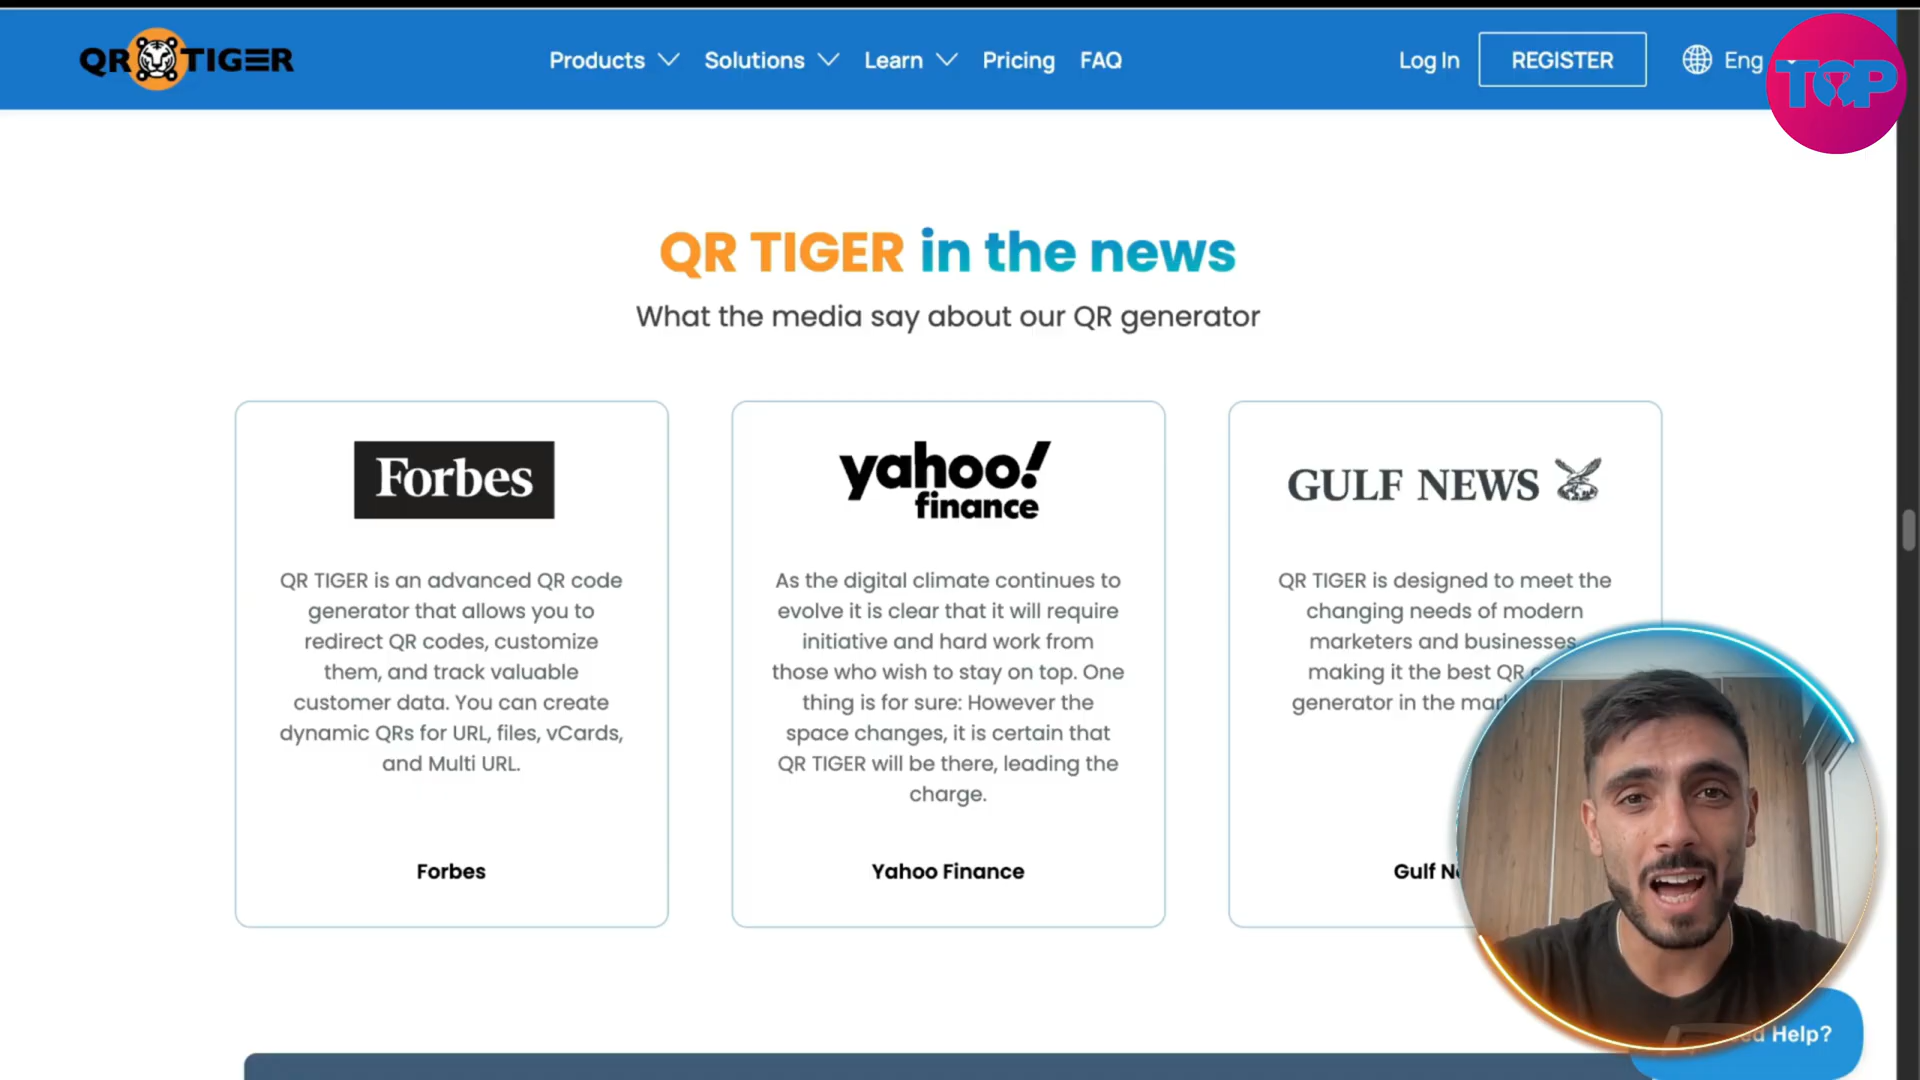 QR TIGER
Products
Solutions
Learn
Pricing
FAQ
Log In
REGISTER
Eng
TOP
QR TIGER in the news
What the media say about our QR generator
Forbes
QR TIGER is an advanced QR code
generator that allows you to
redirect QR codes, customize
them, and track valuable
customer data. You can create
dynamic QRs for URL, files, vCards,
and Multi URL.
Forbes
yahoo!
finance
As the digital climate continues to
evolve it is clear that it will require
initiative and hard work from
those who wish to stay on top. One
thing is for sure: However the
space changes, it is certain that
QR TIGER will be there, leading the
charge.
Yahoo Finance
GULF NEWS
QR TIGER is designed to meet the
changing needs of modern
marketers and businesses
making it the best QR
generator in the
Gulf
Help?